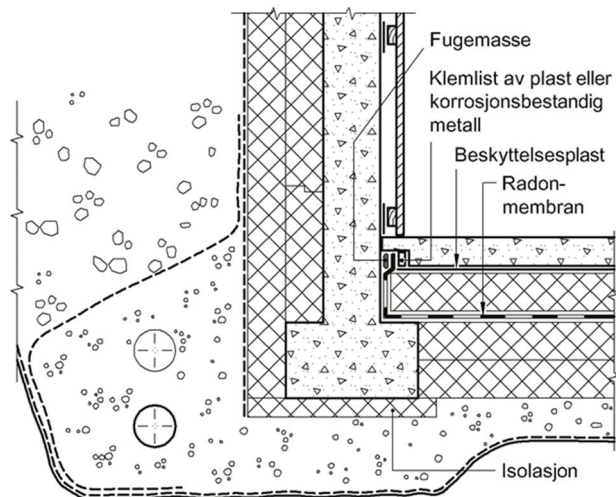 Fugemasse
Klemlist av plast eller
korrosjonsbestandig
metall
Beskyttelsesplast
Radon-
membran
Isolasjon